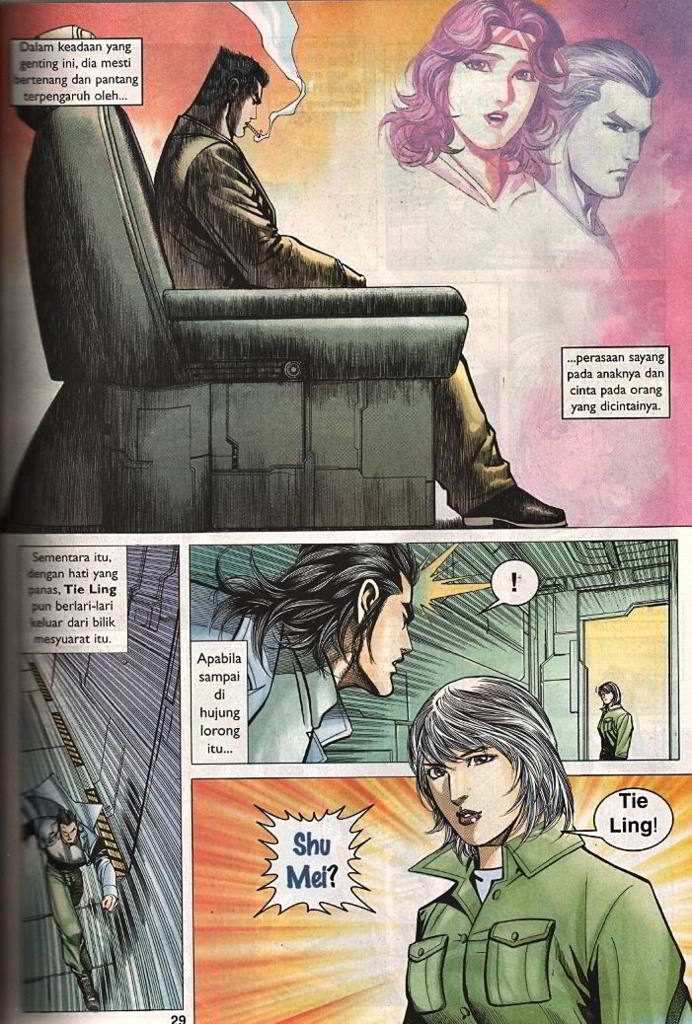 Dalam keadaan yang
genting ini, dia mesti
bertenang dan pantang
terpengaruh oleh...
...perasaan sayang
pada anaknya dan
cinta pada orang
yang dicintainya.
Sementara itu,
dengan hati yang
panas, Tie Ling
pun berlari-lari
keluar dari bilik
mesyuarat itu.
!
Apabila
sampai
di
hujung
lorong
itu...
Shu
Mei?
Tie
Ling!
29